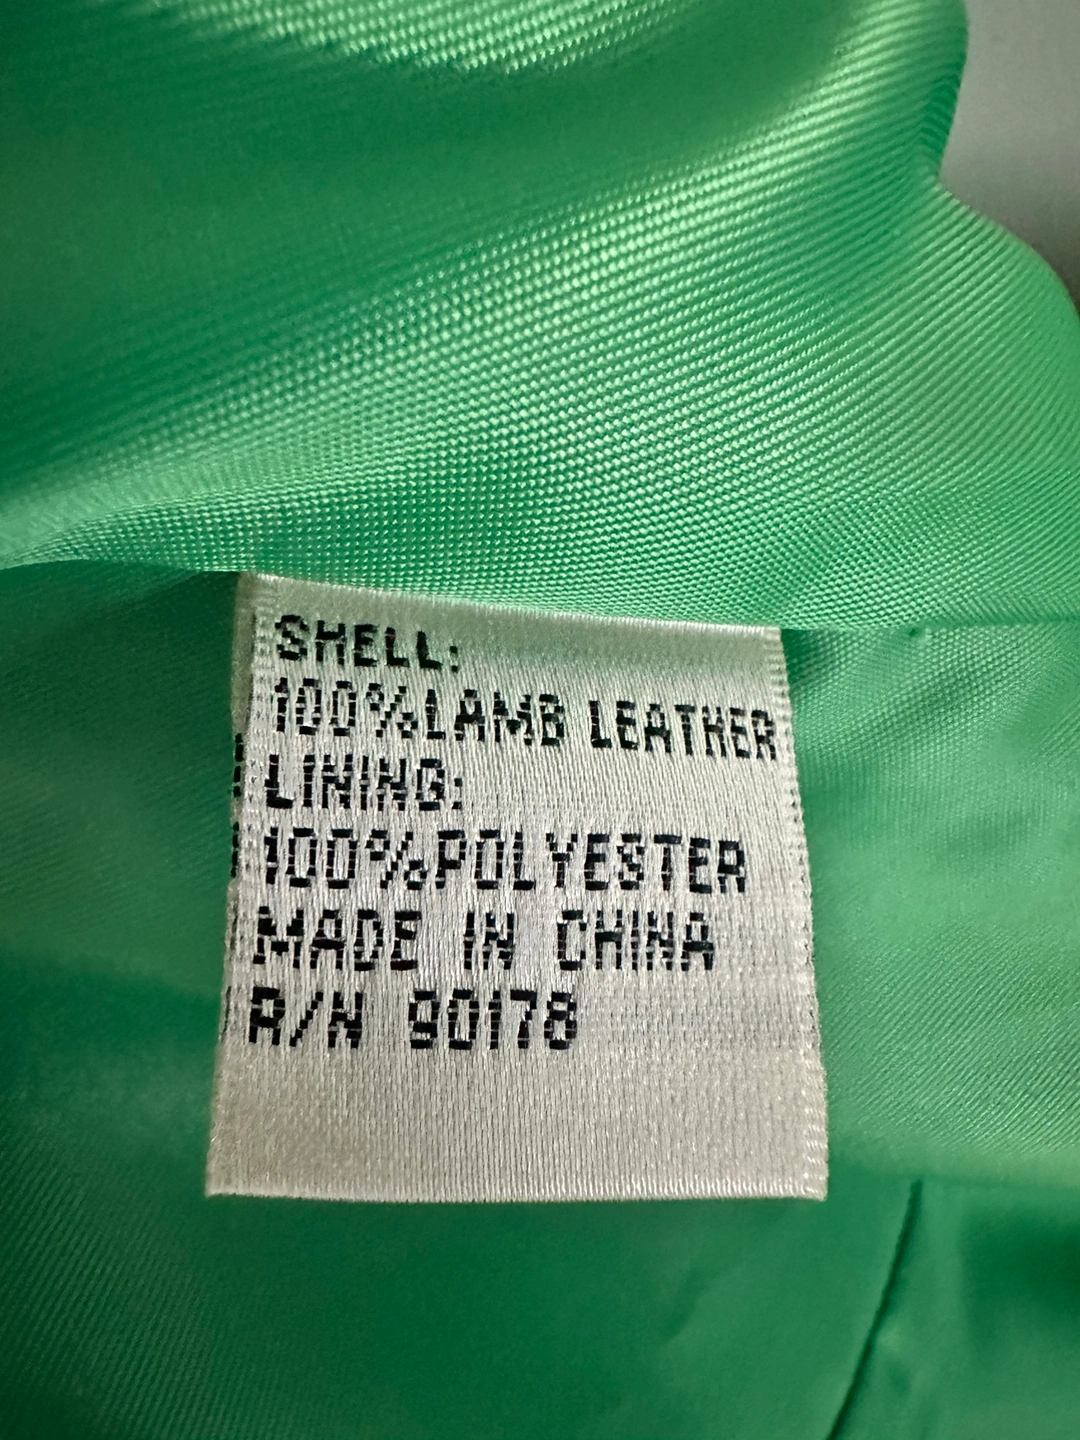 SHELL:
100%LAMB LEATHER
LINING:
100%POLYESTER
MADE IN CHINA
R/N 90178